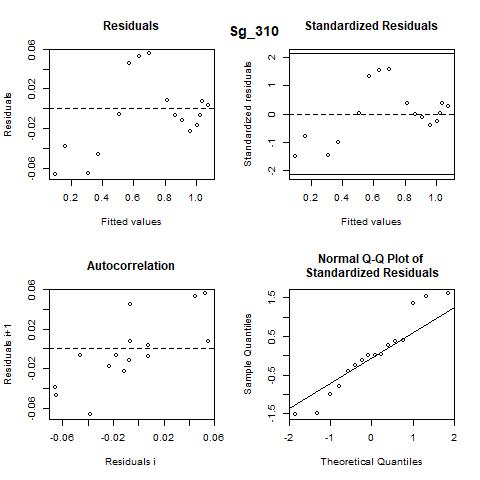 Sg_310
Residuals
Residuals
0.06
0.02
-0.02
-0.06
0.2 0.4 0.6 0.8 1.0
Fitted values
Standardized Residuals
Standardized residuals
2
1
0
-1
-2
0.2 0.4 0.6 0.8 1.0
Fitted values
Autocorrelation
Residuals i+1
0.06
0.02
-0.02
-0.06
-0.06 -0.02 0.02 0.06
Residuals i
Normal Q-Q Plot of
Standardized Residuals
Sample Quantiles
1.5
0.5
-0.5
-1.5
-2 -1 0 1 2
Theoretical Quantiles